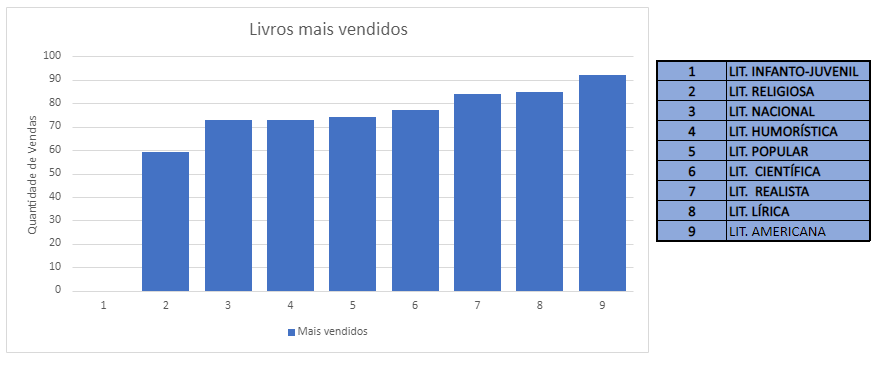 Livros mais vendidos
Quantidade de Vendas
100
90
80
70
60
50
40
30
20
10
0
1 2 3 4 5 6 7 8 9
Mais vendidos
1 LIT. INFANTO-JUVENIL
2 LIT. RELIGIOSA
3 LIT. NACIONAL
4 LIT. HUMORÍSTICA
5 LIT. POPULAR
6 LIT. CIENTÍFICA
7 LIT. REALISTA
8 LIT. LÍRICA
9 LIT. AMERICANA